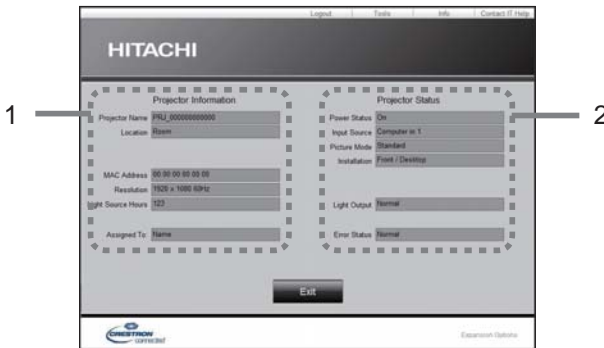 Logout Tools Info Contact IT Help
HITACHI
1
2
Projector Information
Projector Name PRJ_000000000000
Location Room
MAC Address 00:00:00:00:00:00
Resolution 1920 x 1080 60Hz
Light Source Hours 123
Assigned To: Name
Projector Status
Power Status On
Input Source Computer in 1
Picture Mode Standard
Installation Front / Desktop
Light Output Normal
Error Status Normal
Exit
CRESTRON
connected
Expansion Options